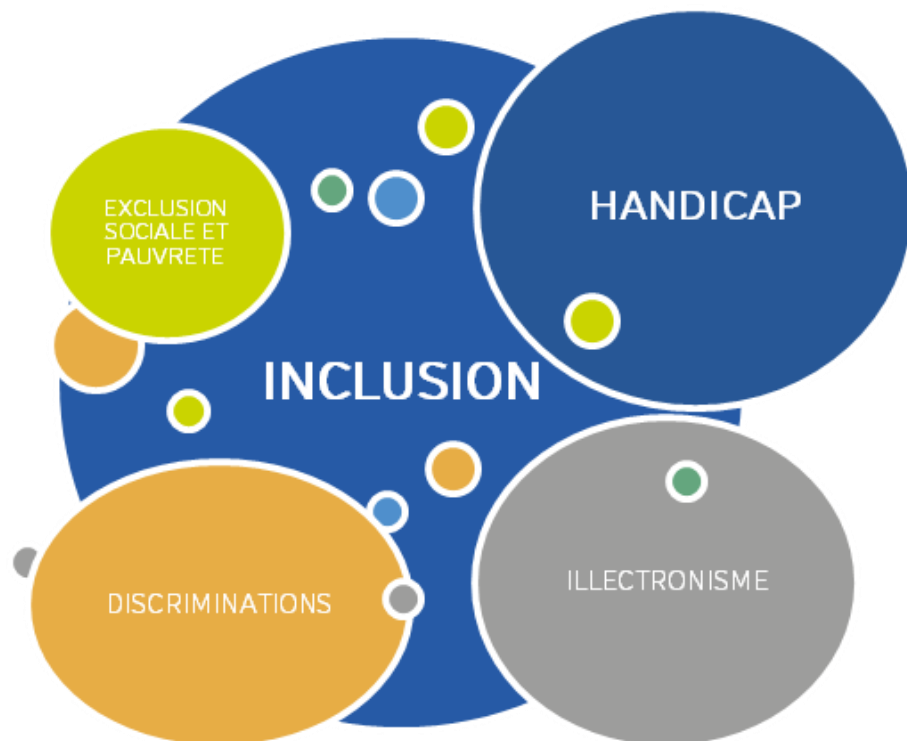 EXCLUSION
SOCIALE ET
PAUVRETE
HANDICAP
INCLUSION
DISCRIMINATIONS
ILLECTRONISME